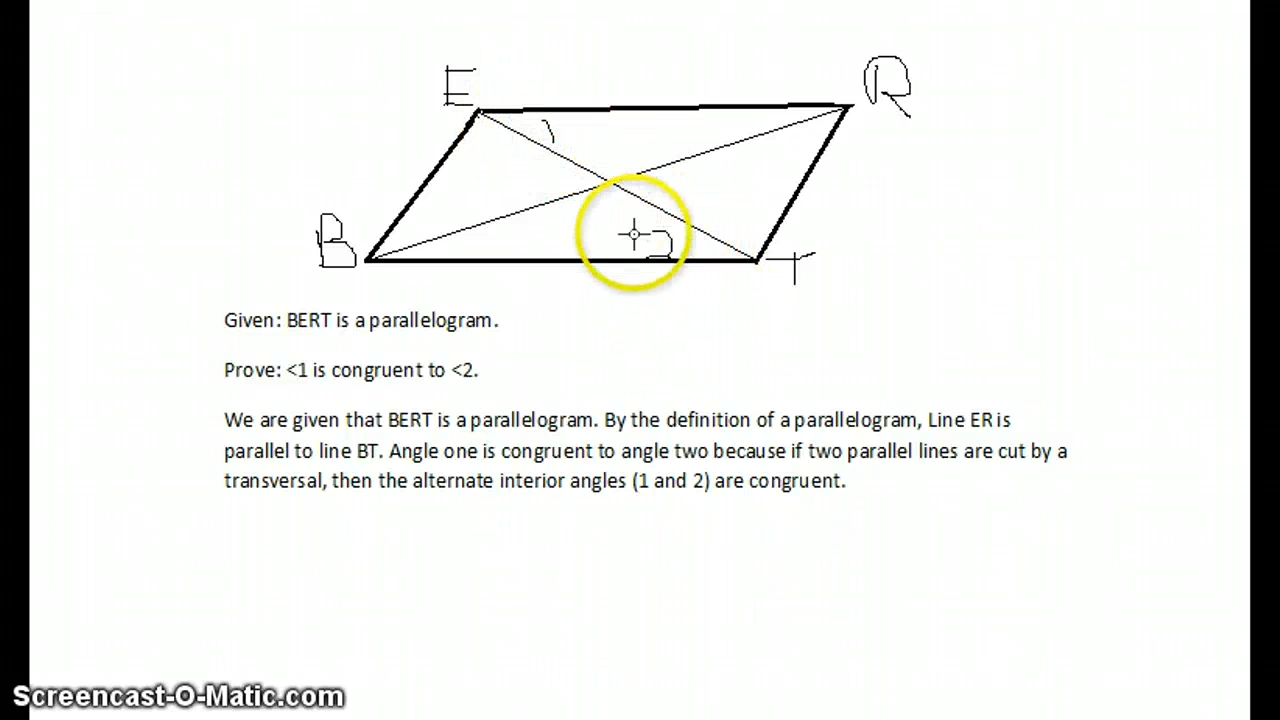 E
R
1
B
2
T
Given: BERT is a parallelogram.
Prove: <1 is congruent to <2.
We are given that BERT is a parallelogram. By the definition of a parallelogram, Line ER is
parallel to line BT. Angle one is congruent to angle two because if two parallel lines are cut by a
transversal, then the alternate interior angles (1 and 2) are congruent.
Screencast-O-Matic.com